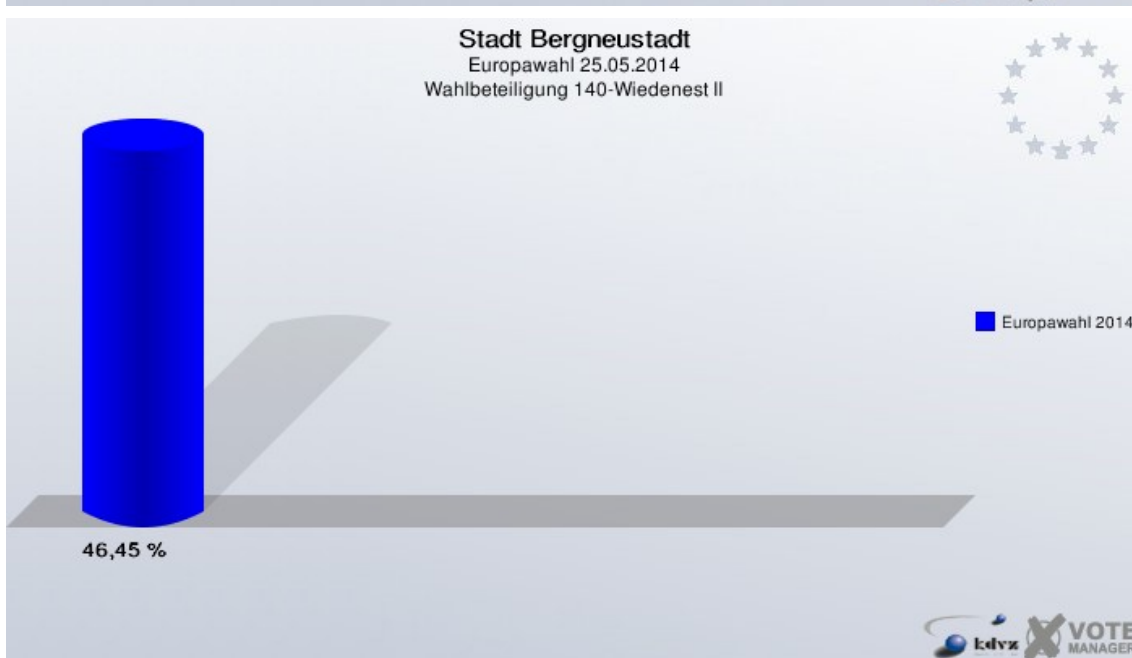 Stadt Bergneustadt
Europawahl 25.05.2014
Wahlbeteiligung 140-Wiedenest II
Europawahl 2014
46,45 %
kdvz
VOTE
MANAGER